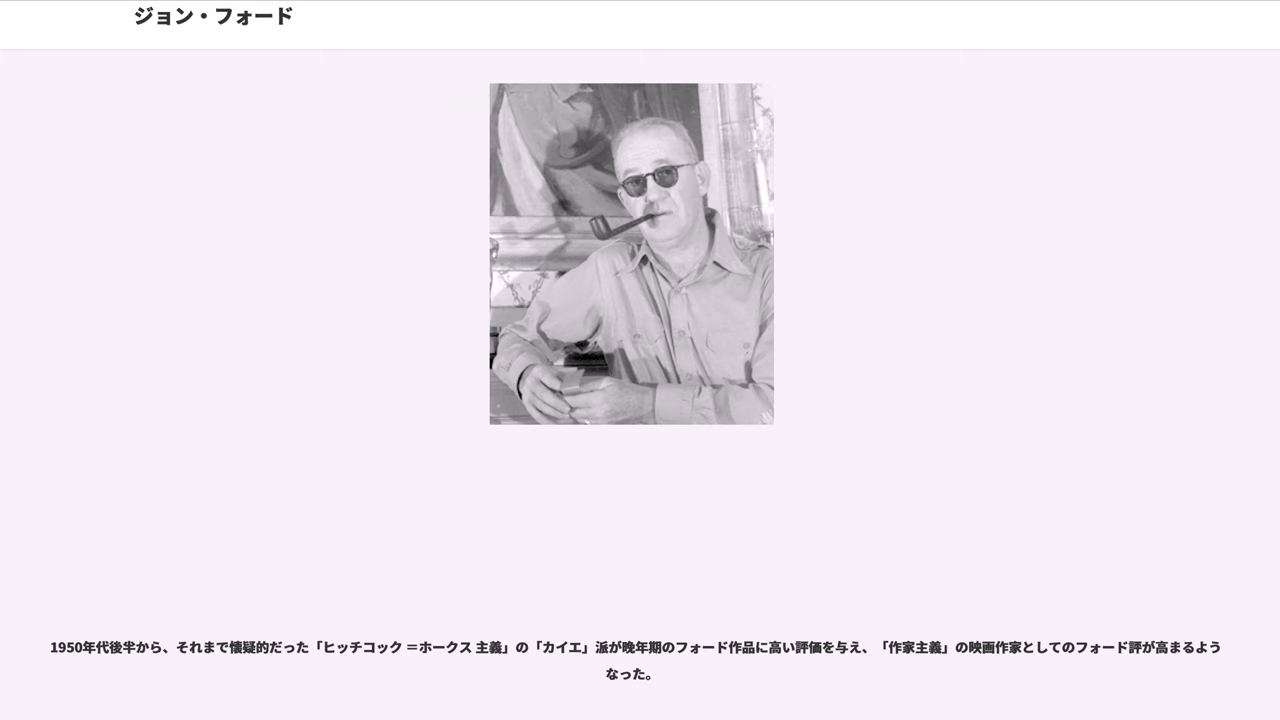 ジョン・フォード
1950年代後半から、それまで懐疑的だった「ヒッチコック ＝ホークス 主義」の「カイエ」派が晩年期のフォード作品に高い評価を与え、「作家主義」の映画作家としてのフォード評が高まるよう
なった。